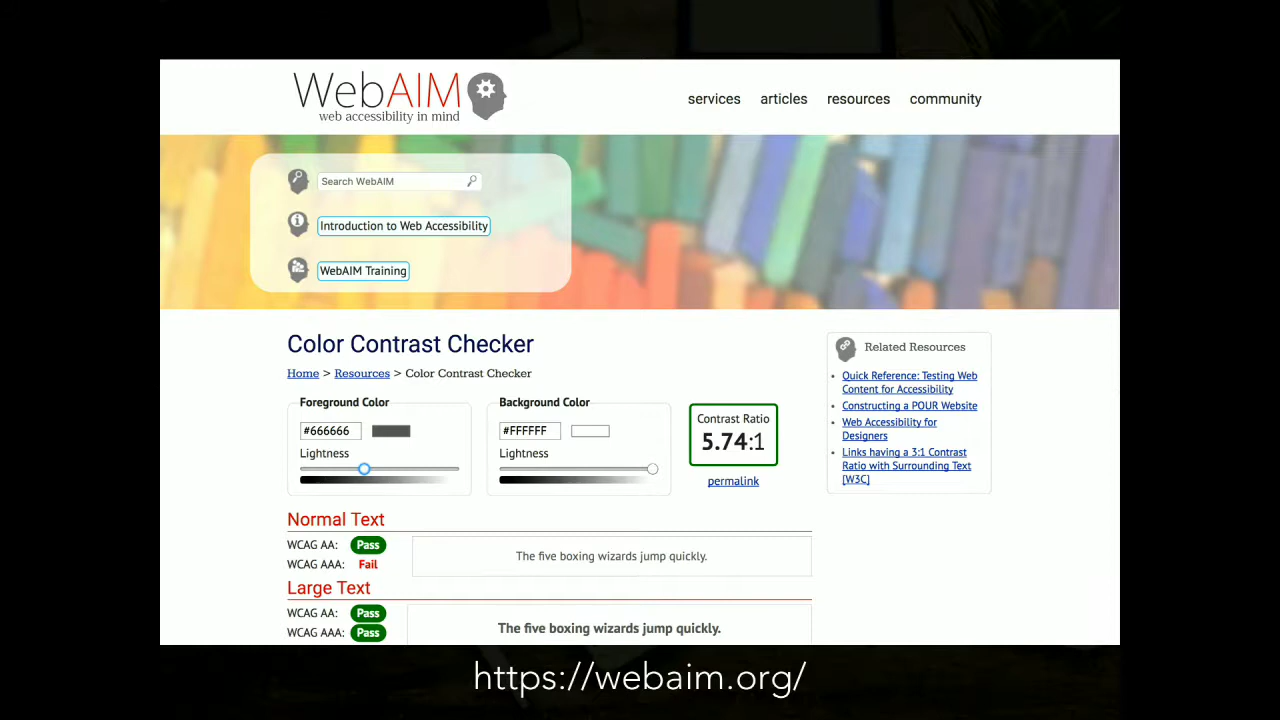 WebAIM
web accessibility in mind
services articles resources community
Search WebAIM
Introduction to Web Accessibility
WebAIM Training
Color Contrast Checker
Home > Resources > Color Contrast Checker
Foreground Color
#666666
Lightness
Background Color
#FFFFFF
Lightness
Contrast Ratio
5.74:1
permalink
Related Resources
• Quick Reference: Testing Web
Content for Accessibility
• Constructing a POUR Website
• Web Accessibility for
Designers
• Links having a 3:1 Contrast
Ratio with Surrounding Text
[W3C]
Normal Text
WCAG AA: Pass
WCAG AAA: Fail
The five boxing wizards jump quickly.
Large Text
WCAG AA: Pass
WCAG AAA: Pass
The five boxing wizards jump quickly.
https://webaim.org/